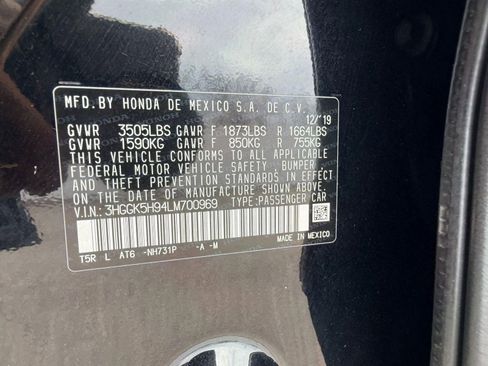 MFD.BY HONDA DE MEXICO S.A. DE C.V.
12/'19
GVWR 3505LBS GAWR F 1873LBS R 1664LBS
GVWR 1590KG GAWR F 850KG R 755KG
THIS VEHICLE CONFORMS TO ALL APPLICABLE
FEDERAL MOTOR VEHICLE SAFETY, BUMPER
AND THEFT PREVENTION STANDARDS IN EFFECT
ON THE DATE OF MANUFACTURE SHOWN ABOVE.
V.I.N.: 3HGGK5H94LM700969 TYPE:PASSENGER CAR
T5R L AT6 -NH731P -A -M
MADE IN MEXICO